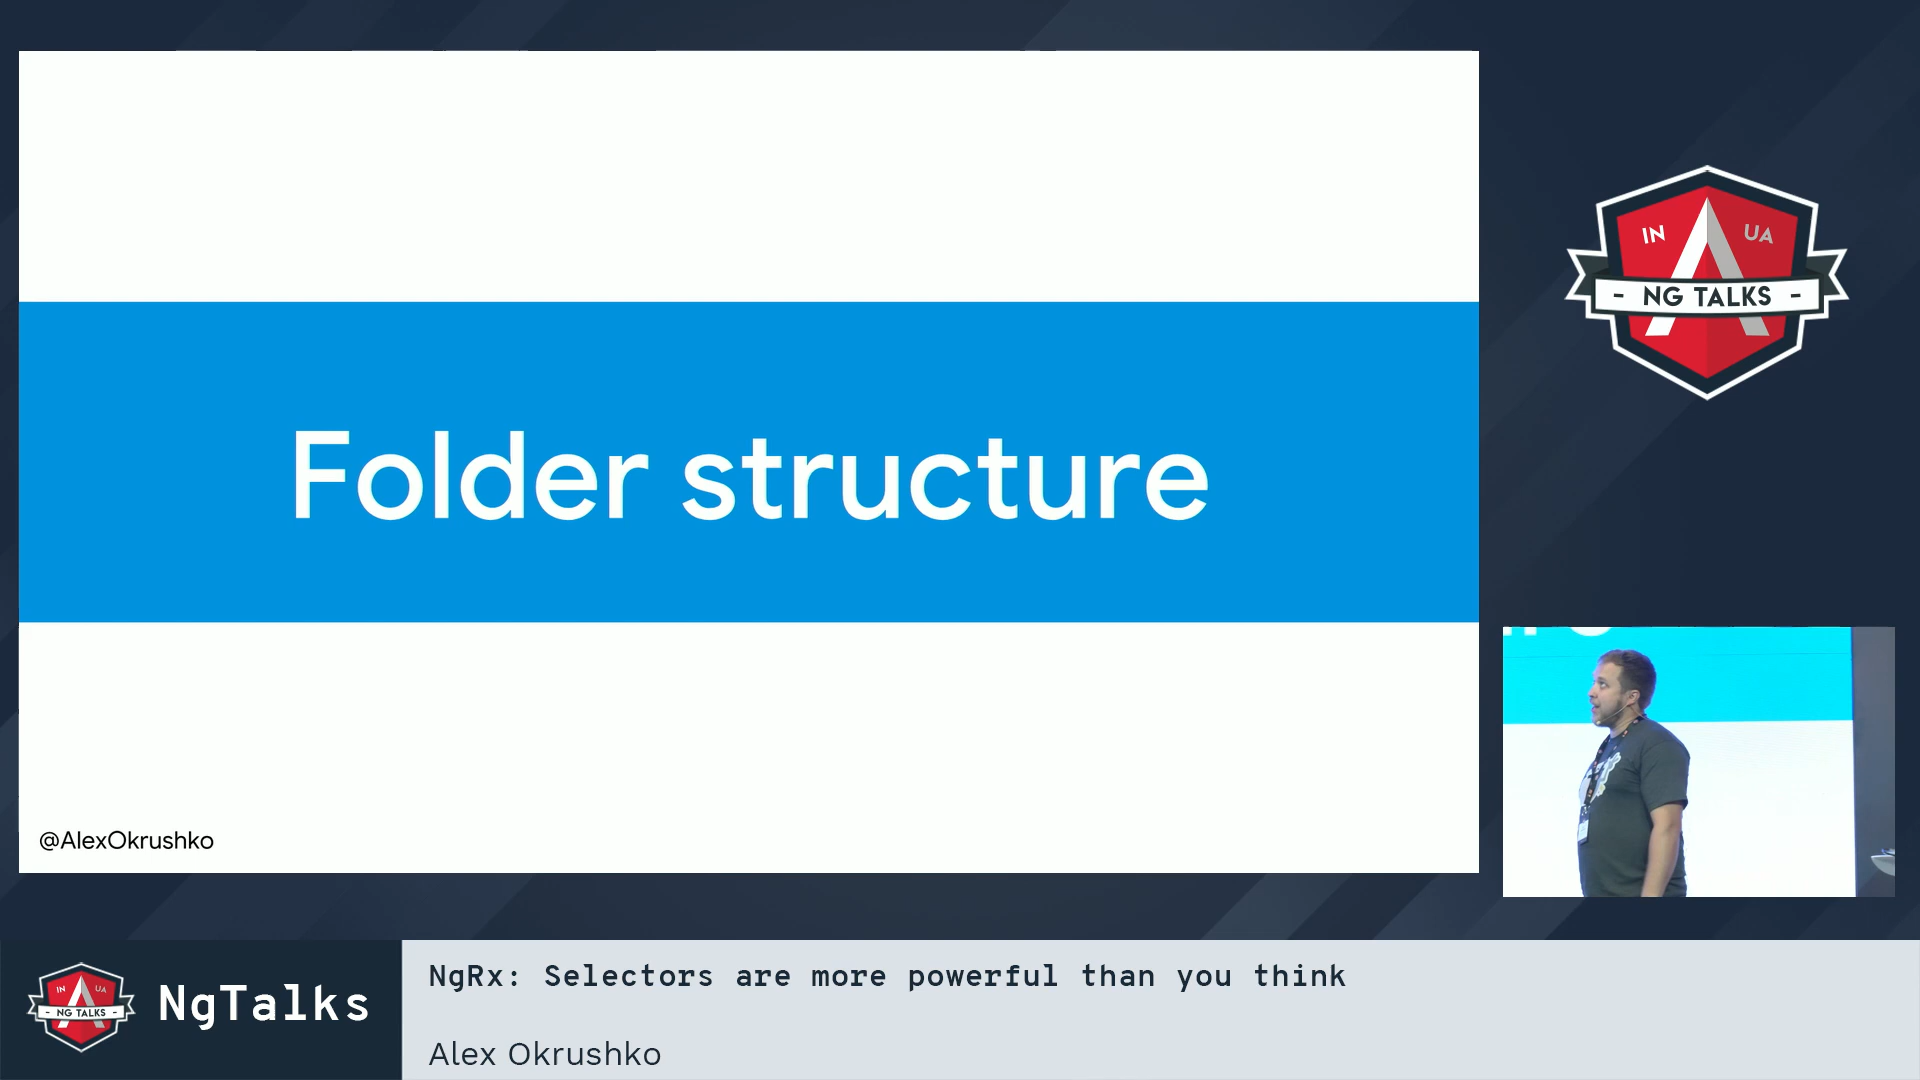 Folder structure
@AlexOkrushko
IN UA
- NG TALKS -
IN UA
- NG TALKS -
NgTalks
NgRx: Selectors are more powerful than you think
Alex Okrushko